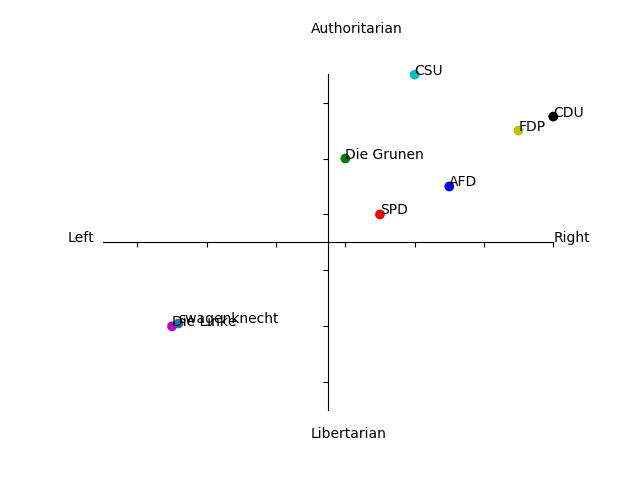 Authoritarian
CSU
CDU
FDP
Die Grunen
AFD
SPD
Left
Right
swagenknecht
Die Linke
Libertarian